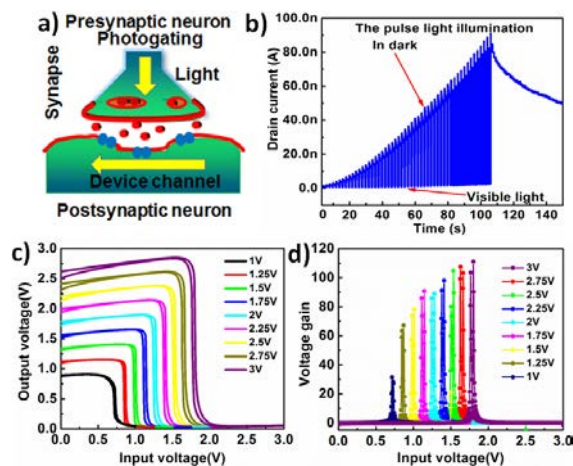 a)
Presynaptic neuron
Photogating
Light
Synapse
Device channel
Postsynaptic neuron
b)
100.0n
80.0n
60.0n
40.0n
20.0n
0.0
Drain current (A)
The pulse light illumination
In dark
Visible light
0 20 40 60 80 100 120 140
Time (s)
c)
3.0
2.5
2.0
1.5
1.0
0.5
0.0
Output voltage(V)
1V
1.25V
1.5V
1.75V
2V
2.25V
2.5V
2.75V
3V
0.0 0.5 1.0 1.5 2.0 2.5 3.0
Input voltage(V)
d)
120
100
80
60
40
20
0
Voltage gain
3V
2.75V
2.5V
2.25V
2V
1.75V
1.5V
1.25V
1V
0.0 0.5 1.0 1.5 2.0 2.5 3.0
Input voltage(V)